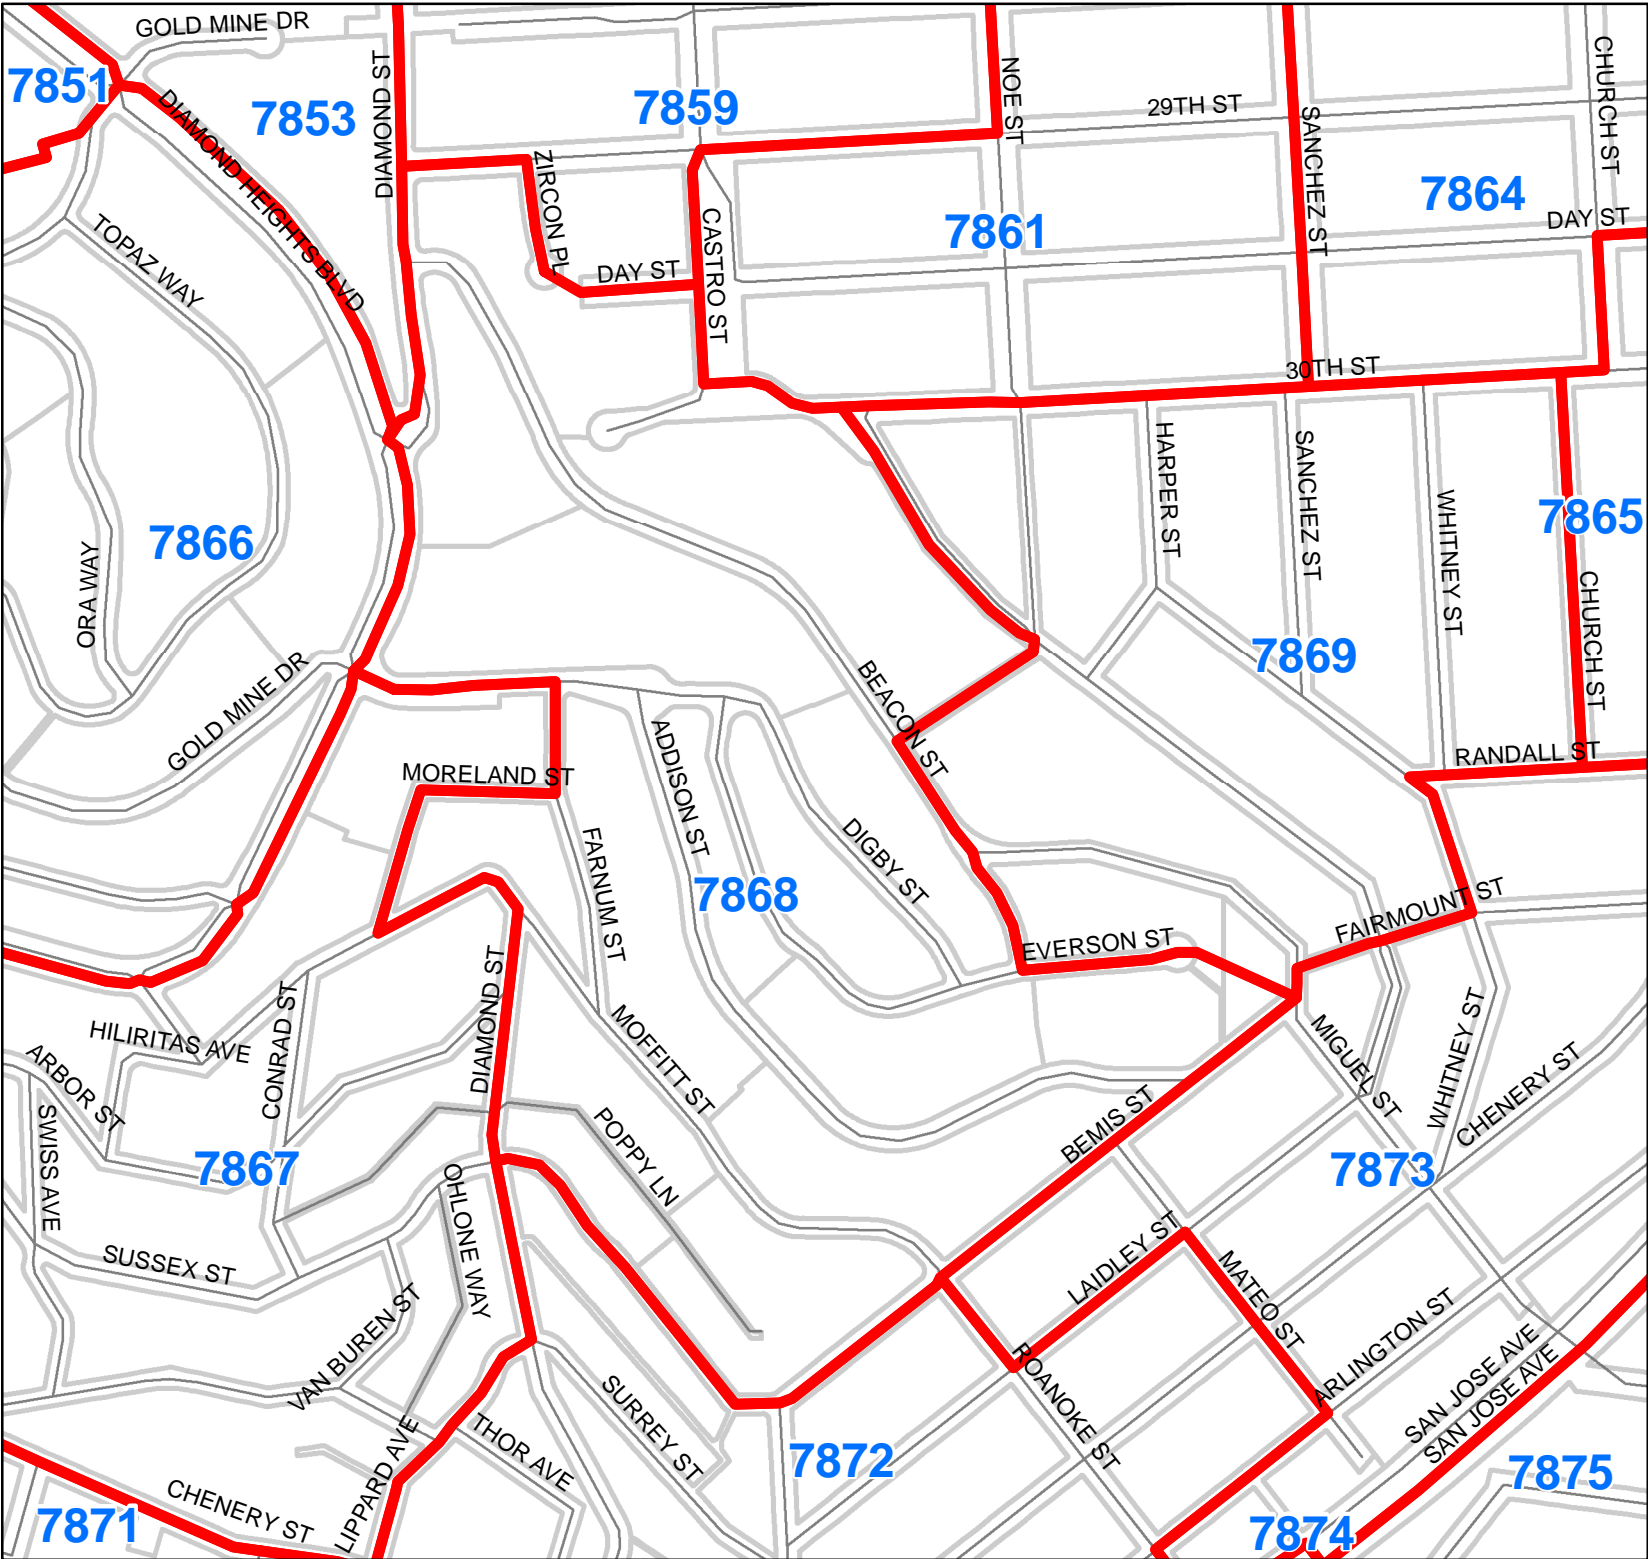 GOLD MINE DR
7851
7853
DIAMOND ST
7859
NOE ST
29TH ST
SANCHEZ ST
CHURCH ST
7864
DAY ST
DIAMOND HEIGHTS BLVD
ZIRCON PL
7861
TOPAZ WAY
DAY ST
CASTRO ST
30TH ST
HARPER ST
SANCHEZ ST
WHITNEY ST
7865
7866
ORA WAY
CHURCH ST
7869
GOLD MINE DR
BEACON ST
MORELAND ST
ADDISON ST
RANDALL ST
FARNUM ST
7868
DIGBY ST
FAIRMOUNT ST
EVERSON ST
DIAMOND ST
HILIRITAS AVE
CONRAD ST
MOFFITT ST
MIGUEL ST
WHITNEY ST
CHENERY ST
ARBOR ST
SWISS AVE
POPPY LN
BEMIS ST
7867
7873
OHLONE WAY
LAIDLEY ST
SUSSEX ST
MATEO ST
VAN BUREN ST
ARLINGTON ST
SAN JOSE AVE
SAN JOSE AVE
ROANOKE ST
SURREY ST
THOR AVE
LIPPARD AVE
7872
7875
CHENERY ST
7871
7874